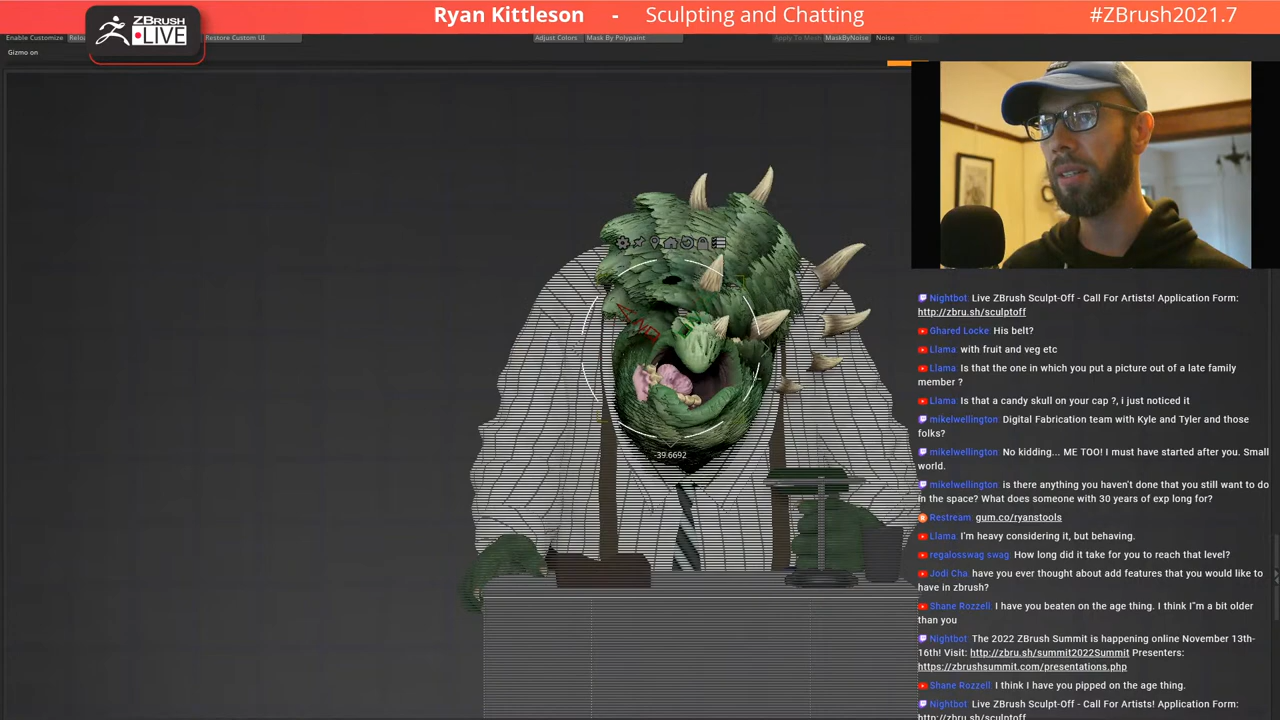 Ryan Kittleson - Sculpting and Chatting #ZBrush2021.7
ZBRUSH
LIVE
Enable Customize Restore Custom UI Adjust Colors Mask By Polypaint Apply To Mesh MaskByNoise Noise Edit
Gizmo on
-39.6692
Nightbot: Live ZBrush Sculpt-Off - Call For Artists! Application Form:
http://zbru.sh/sculptoff
Ghared Locke: His belt?
Llama: with fruit and veg etc
Llama: Is that the one in which you put a picture out of a late family
member ?
Llama: Is that a candy skull on your cap ?, i just noticed it
mikelwellington: Digital Fabrication team with Kyle and Tyler and those
folks?
mikelwellington: No kidding... ME TOO! I must have started after you. Small
world.
mikelwellington: is there anything you haven't done that you still want to do
in the space? What does someone with 30 years of exp long for?
Restream: gum.co/ryanstools
Llama: I'm heavy considering it, but behaving.
regalosswag swag: How long did it take for you to reach that level?
Jodi Cha: have you ever thought about add features that you would like to
have in zbrush?
Shane Rozzell: I have you beaten on the age thing. I think I"m a bit older
than you
Nightbot: The 2022 ZBrush Summit is happening online November 13th-
16th! Visit: http://zbru.sh/summit2022Summit Presenters:
https://zbrushsummit.com/presentations.php
Shane Rozzell: I think I have you pipped on the age thing.
Nightbot: Live ZBrush Sculpt-Off - Call For Artists! Application Form:
http://zbru.sh/sculptoff